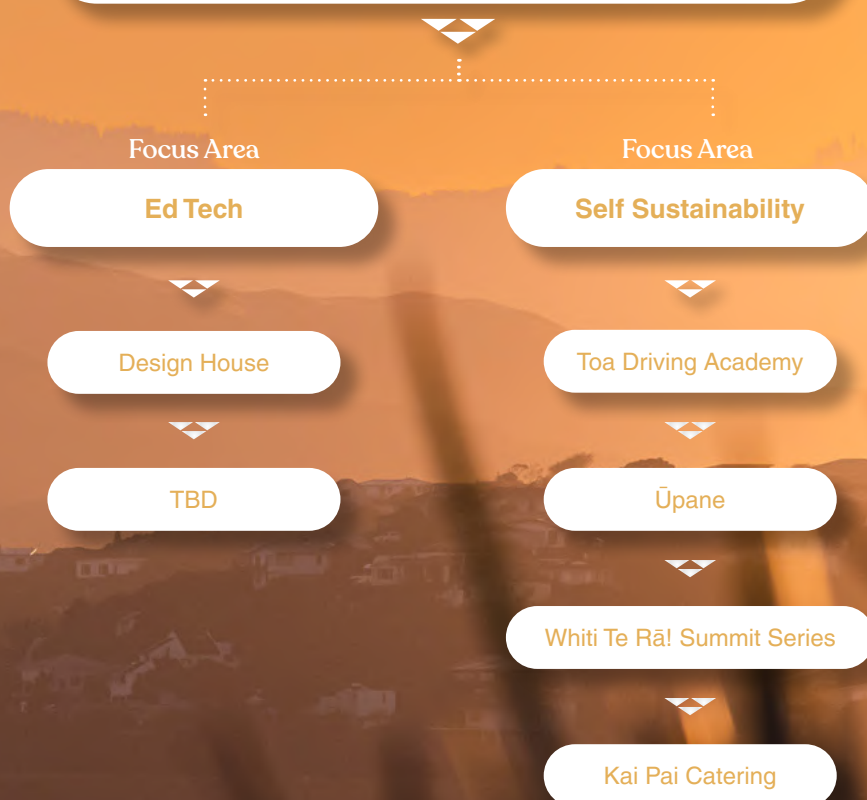 Focus Area
Ed Tech
Design House
TBD
Focus Area
Self Sustainability
Toa Driving Academy
Ūpane
Whiti Te Rā! Summit Series
Kai Pai Catering